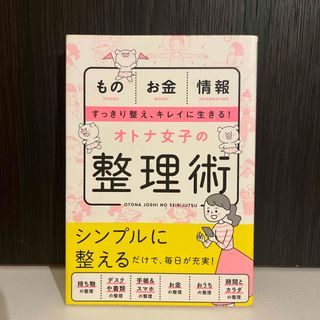 もの お金 情報
THINGS MONEY INFORMATION
すっきり整え、キレイに生きる!
オトナ女子の
整理術
OTONA JOSHI NO SEIRIJUTSU
シンプルに
整えるだけで、毎日が充実!
持ち物の整理 デスクや書類の整理 手帳&スマホの整理 お金の整理 おうちの整理 時間とカラダの整理